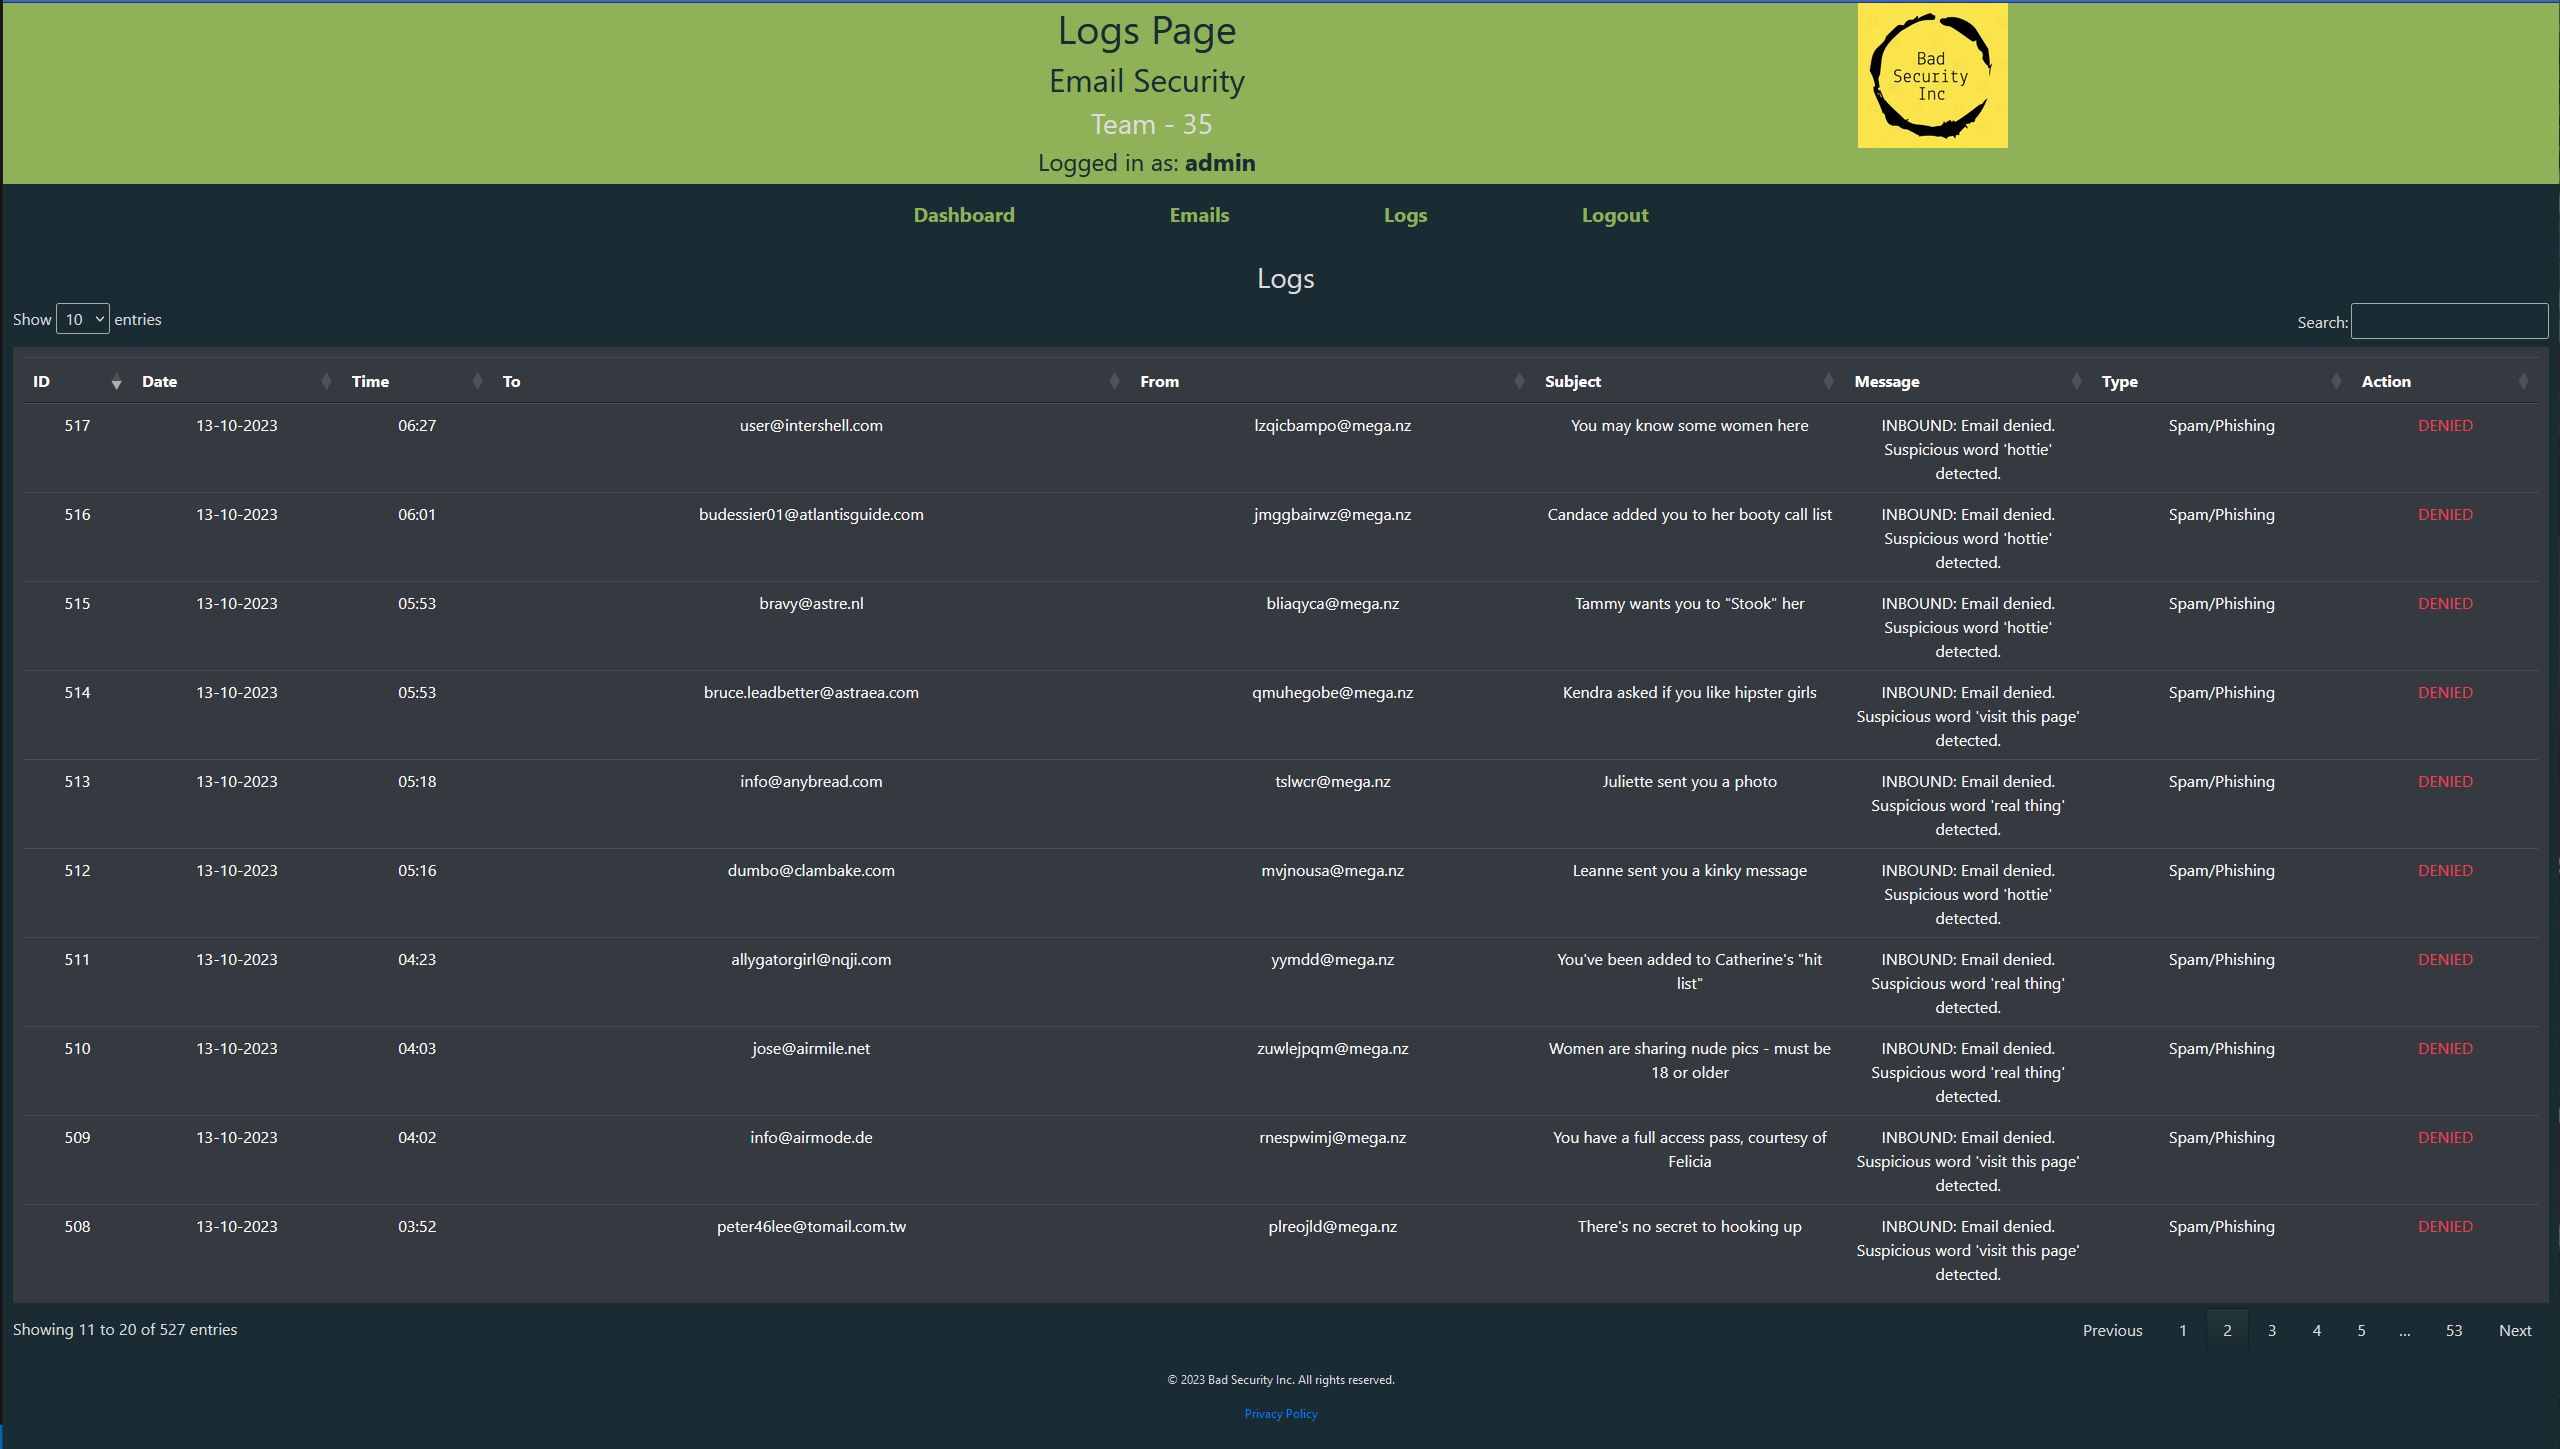 Logs Page
Email Security
Team - 35
Logged in as: admin
Bad
Security
Inc
Dashboard Emails Logs Logout
Logs
Show 10 entries Search:
ID Date Time To From Subject Message Type Action
517 13-10-2023 06:27 user@intershell.com lzqicbampo@mega.nz You may know some women here INBOUND: Email denied. Spam/Phishing DENIED
Suspicious word 'hottie'
detected.
516 13-10-2023 06:01 budessier01@atlantisguide.com jmggbairwz@mega.nz Candace added you to her booty call list INBOUND: Email denied. Spam/Phishing DENIED
Suspicious word 'hottie'
detected.
515 13-10-2023 05:53 bravy@astre.nl bliaqyca@mega.nz Tammy wants you to "Stook" her INBOUND: Email denied. Spam/Phishing DENIED
Suspicious word 'hottie'
detected.
514 13-10-2023 05:53 bruce.leadbetter@astraea.com qmuhegobe@mega.nz Kendra asked if you like hipster girls INBOUND: Email denied. Spam/Phishing DENIED
Suspicious word 'visit this page'
detected.
513 13-10-2023 05:18 info@anybread.com tslwcr@mega.nz Juliette sent you a photo INBOUND: Email denied. Spam/Phishing DENIED
Suspicious word 'real thing'
detected.
512 13-10-2023 05:16 dumbo@clambake.com mvjnousa@mega.nz Leanne sent you a kinky message INBOUND: Email denied. Spam/Phishing DENIED
Suspicious word 'hottie'
detected.
511 13-10-2023 04:23 allygatorgirl@nqji.com yymdd@mega.nz You've been added to Catherine's "hit INBOUND: Email denied. Spam/Phishing DENIED
list" Suspicious word 'real thing'
detected.
510 13-10-2023 04:03 jose@airmile.net zuwlejpqm@mega.nz Women are sharing nude pics - must be INBOUND: Email denied. Spam/Phishing DENIED
18 or older Suspicious word 'real thing'
detected.
509 13-10-2023 04:02 info@airmode.de rnespwimj@mega.nz You have a full access pass, courtesy of INBOUND: Email denied. Spam/Phishing DENIED
Felicia Suspicious word 'visit this page'
detected.
508 13-10-2023 03:52 peter46lee@tomail.com.tw plreojld@mega.nz There's no secret to hooking up INBOUND: Email denied. Spam/Phishing DENIED
Suspicious word 'visit this page'
detected.
Showing 11 to 20 of 527 entries Previous 1 2 3 4 5 ... 53 Next
© 2023 Bad Security Inc. All rights reserved.
Privacy Policy